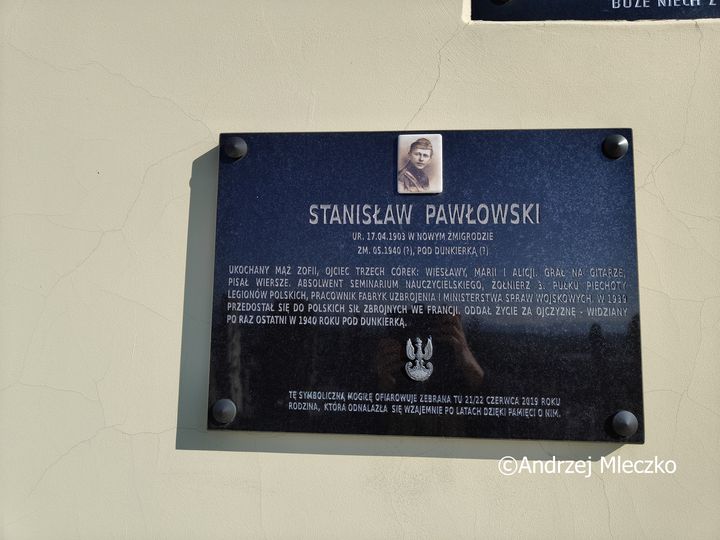 BOŻE NIECH Z
STANISŁAW PAWŁOWSKI
UR. 17.04.1903 W NOWYM ŻMIGRODZIE
ZM. 05.1940 (?), POD DUNKIERKĄ (?)
UKOCHANY MĄŻ ZOFII, OJCIEC TRZECH CÓREK: WIESŁAWY, MARII I ALICJI. GRAŁ NA GITARZE,
PISAŁ WIERSZE. ABSOLWENT SEMINARIUM NAUCZYCIELSKIEGO, ŻOŁNIERZ 3. PUŁKU PIECHOTY
LEGIONÓW POLSKICH, PRACOWNIK FABRYK UZBROJENIA I MINISTERSTWA SPRAW WOJSKOWYCH. W 1939
PRZEDOSTAŁ SIĘ DO POLSKICH SIŁ ZBROJNYCH WE FRANCJI. ODDAŁ ŻYCIE ZA OJCZYZNĘ - WIDZIANY
PO RAZ OSTATNI W 1940 ROKU POD DUNKIERKĄ.
TĘ SYMBOLICZNĄ MOGIŁĘ OFIAROWUJE ZEBRANA TU 21/22 CZERWCA 2019 ROKU
RODZINA, KTÓRA ODNALAZŁA SIĘ WZAJEMNIE PO LATACH DZIĘKI PAMIĘCI O NIM.
©Andrzej Mleczko